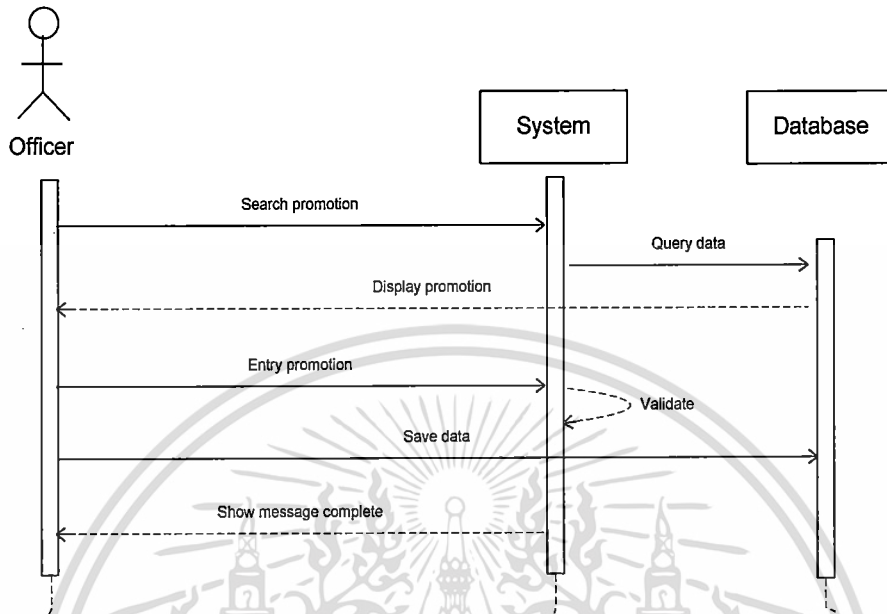 Officer
System
Database
Search promotion
Query data
Display promotion
Entry promotion
Validate
Save data
Show message complete